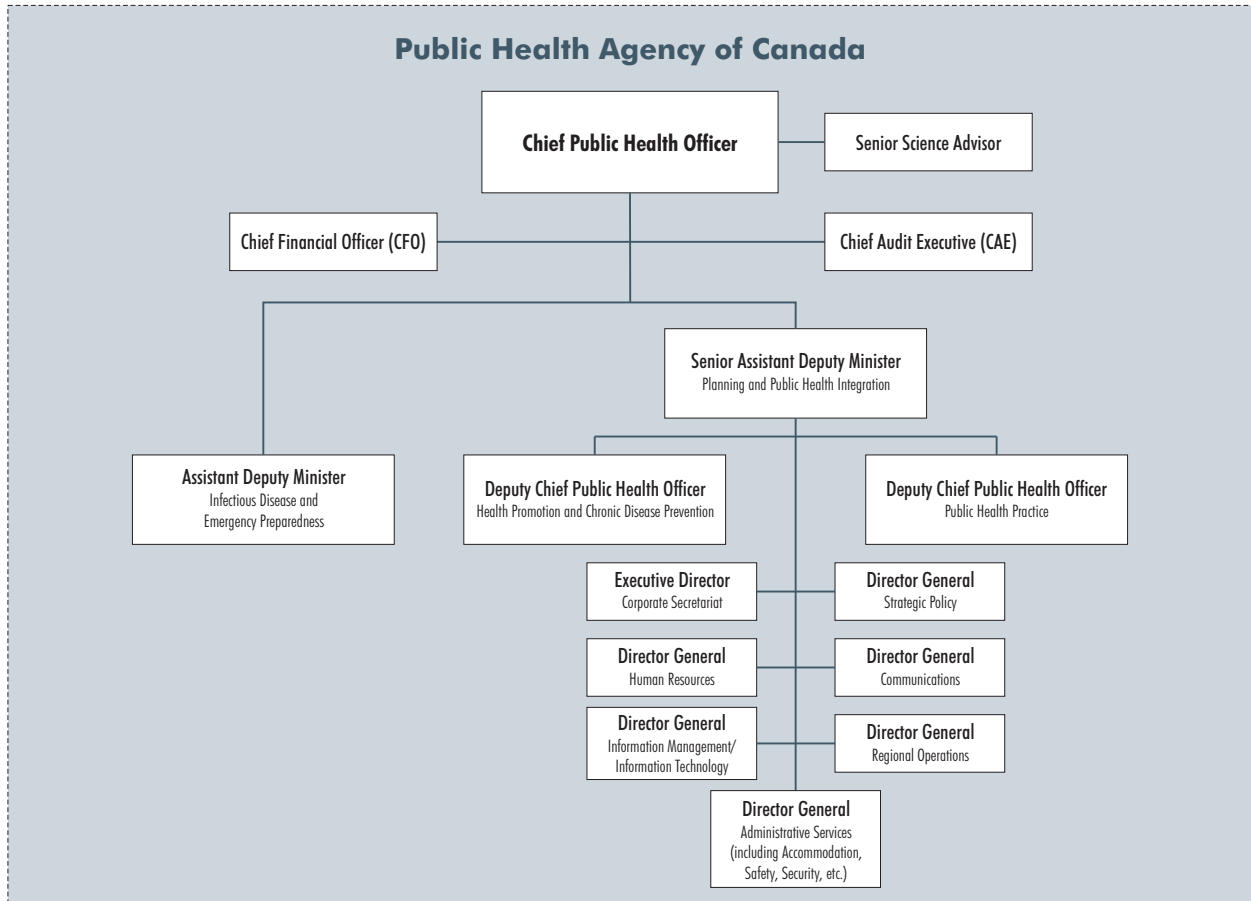 Public Health Agency of Canada
Chief Public Health Officer
Senior Science Advisor
Chief Financial Officer (CFO)
Chief Audit Executive (CAE)
Senior Assistant Deputy Minister
Planning and Public Health Integration
Assistant Deputy Minister
Infectious Disease and
Emergency Preparedness
Deputy Chief Public Health Officer
Health Promotion and Chronic Disease Prevention
Deputy Chief Public Health Officer
Public Health Practice
Executive Director
Corporate Secretariat
Director General
Strategic Policy
Director General
Human Resources
Director General
Communications
Director General
Information Management/
Information Technology
Director General
Regional Operations
Director General
Administrative Services
(including Accommodation,
Safety, Security, etc.)